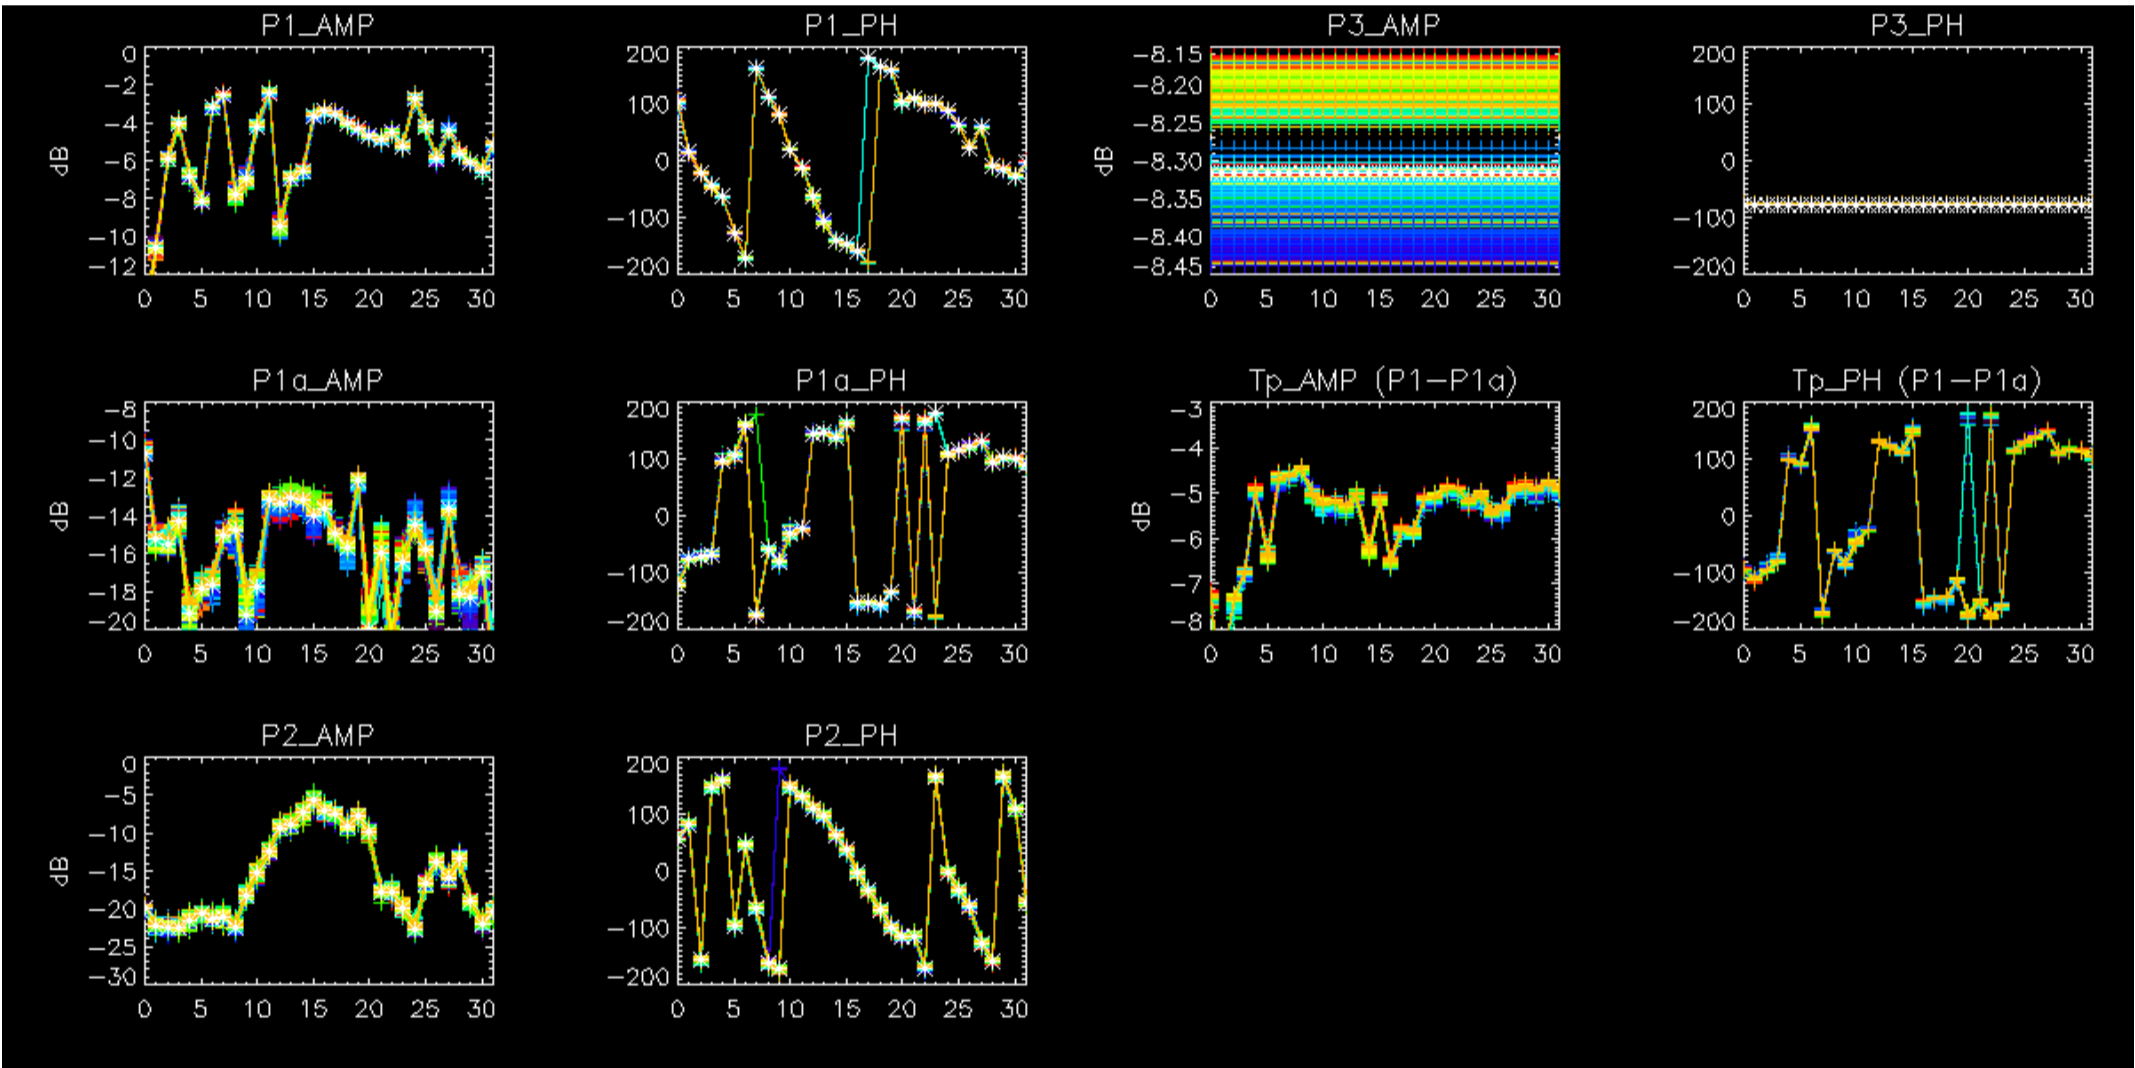 P1_AMP
0
-2
-4
-6
-8
-10
-12
dB
0 5 10 15 20 25 30
P1_PH
200
100
0
-100
-200
0 5 10 15 20 25 30
P3_AMP
-8.15
-8.20
-8.25
-8.30
-8.35
-8.40
-8.45
dB
0 5 10 15 20 25 30
P3_PH
200
100
0
-100
-200
0 5 10 15 20 25 30
P1a_AMP
-8
-10
-12
-14
-16
-18
-20
dB
0 5 10 15 20 25 30
P1a_PH
200
100
0
-100
-200
0 5 10 15 20 25 30
Tp_AMP (P1-P1a)
-3
-4
-5
-6
-7
-8
dB
0 5 10 15 20 25 30
Tp_PH (P1-P1a)
200
100
0
-100
-200
0 5 10 15 20 25 30
P2_AMP
0
-5
-10
-15
-20
-25
-30
dB
0 5 10 15 20 25 30
P2_PH
200
100
0
-100
-200
0 5 10 15 20 25 30